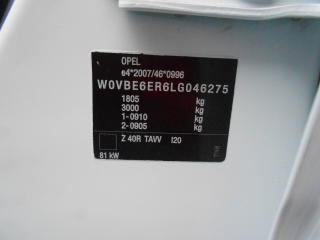 OPEL
e4*2007/46*0996
W0VBE6ER6LG046275
1805 kg
3000 kg
1-0910 kg
2-0905 kg
Z 40R TAVV I20
81 kW